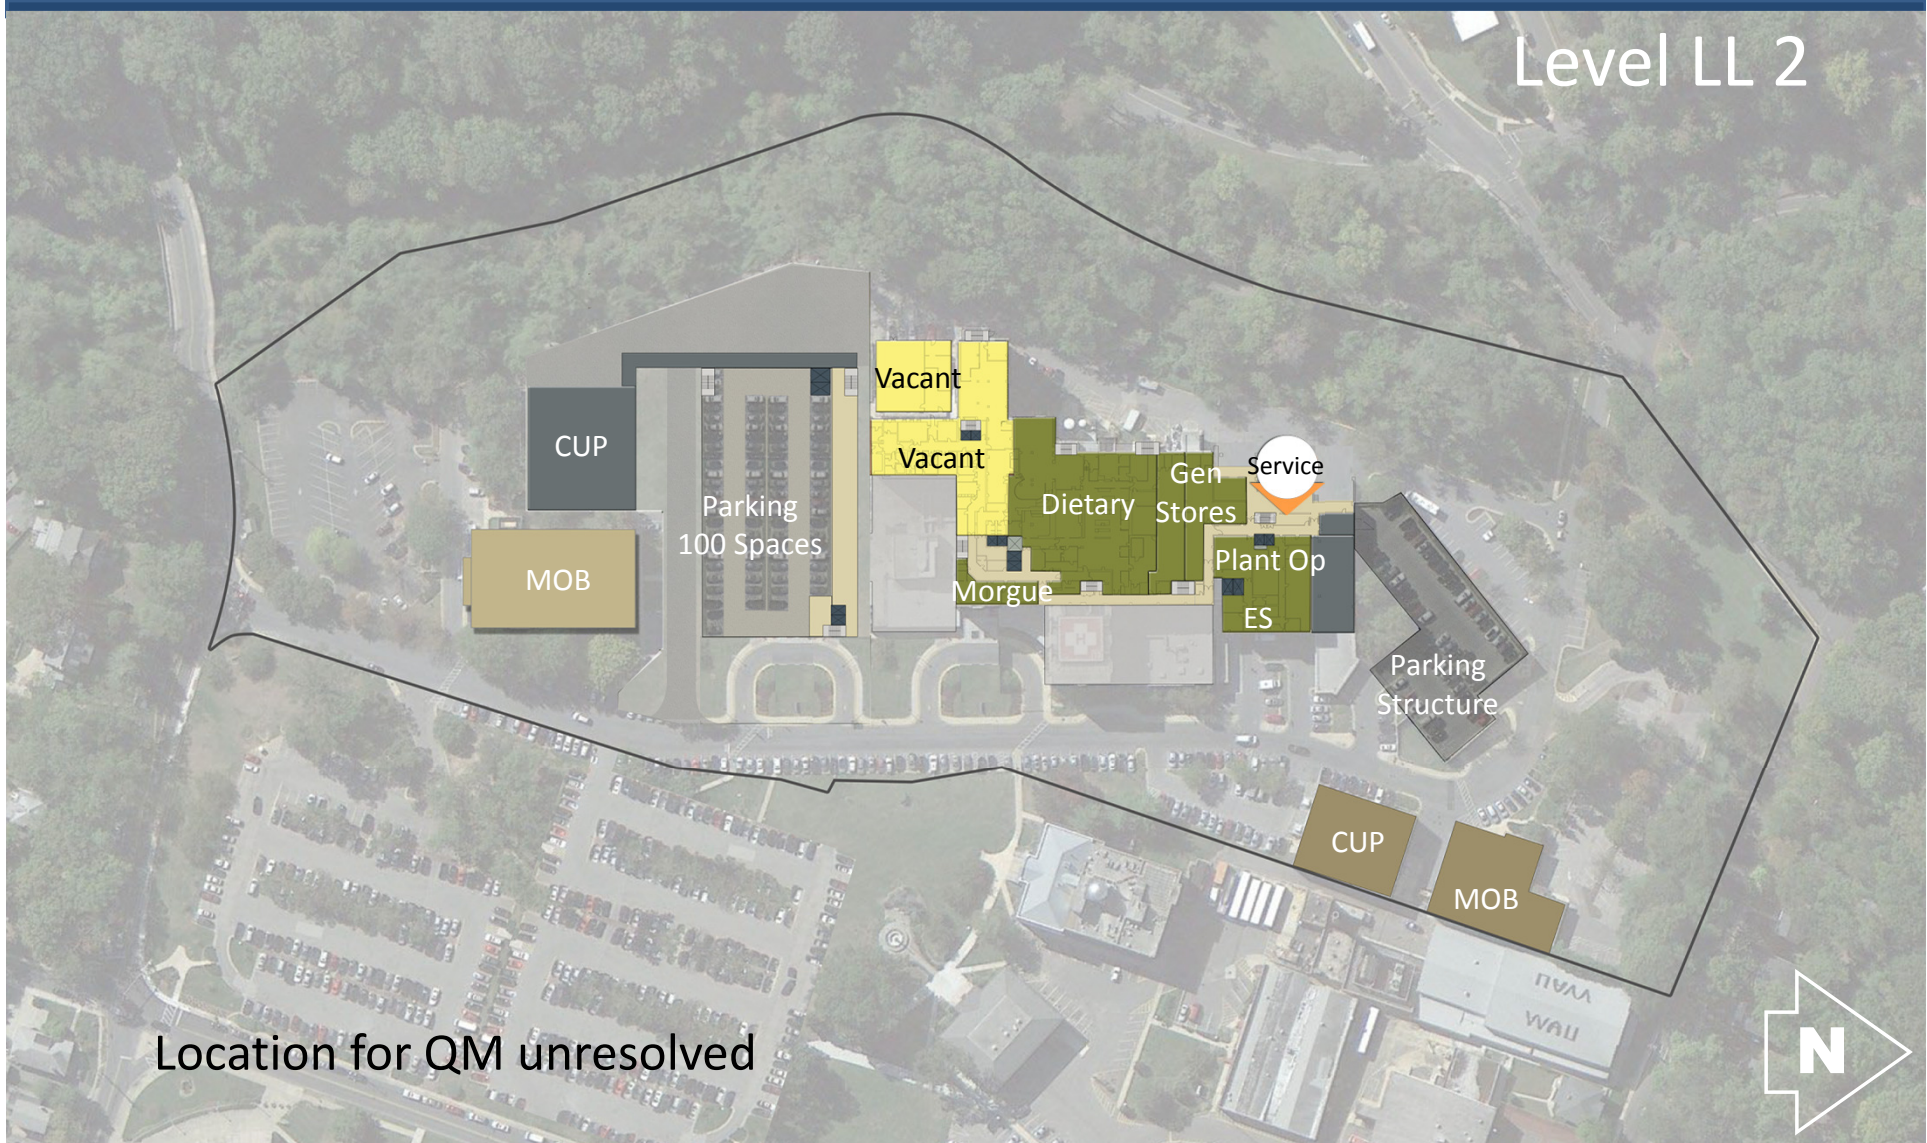 Level LL 2
Vacant
Vacant
CUP
MOB
Parking
100 Spaces
Dietary
Gen
Stores
Service
Plant Op
ES
Morgue
Parking
Structure
CUP
MOB
Location for QM unresolved
N